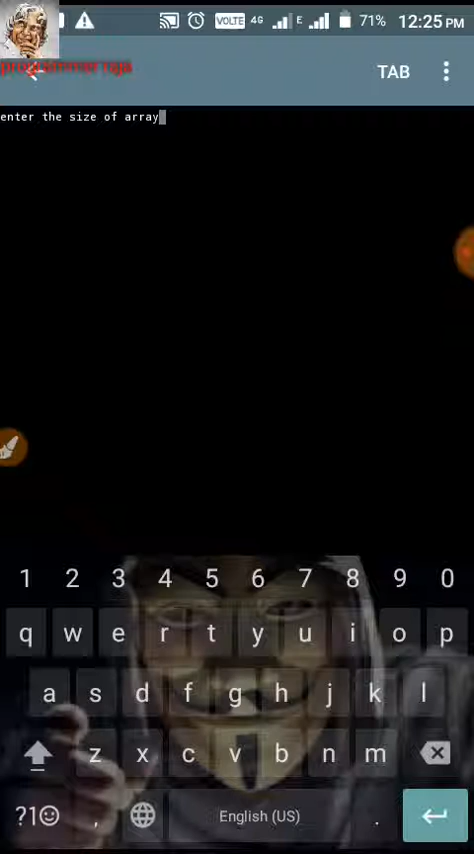 VOLTE 4G E 71% 12:25 PM
programmer raja
TAB
enter the size of array
1 2 3 4 5 6 7 8 9 0
q w e r t y u i o p
a s d f g h j k l
z x c v b n m
?1☺ , English (US) .